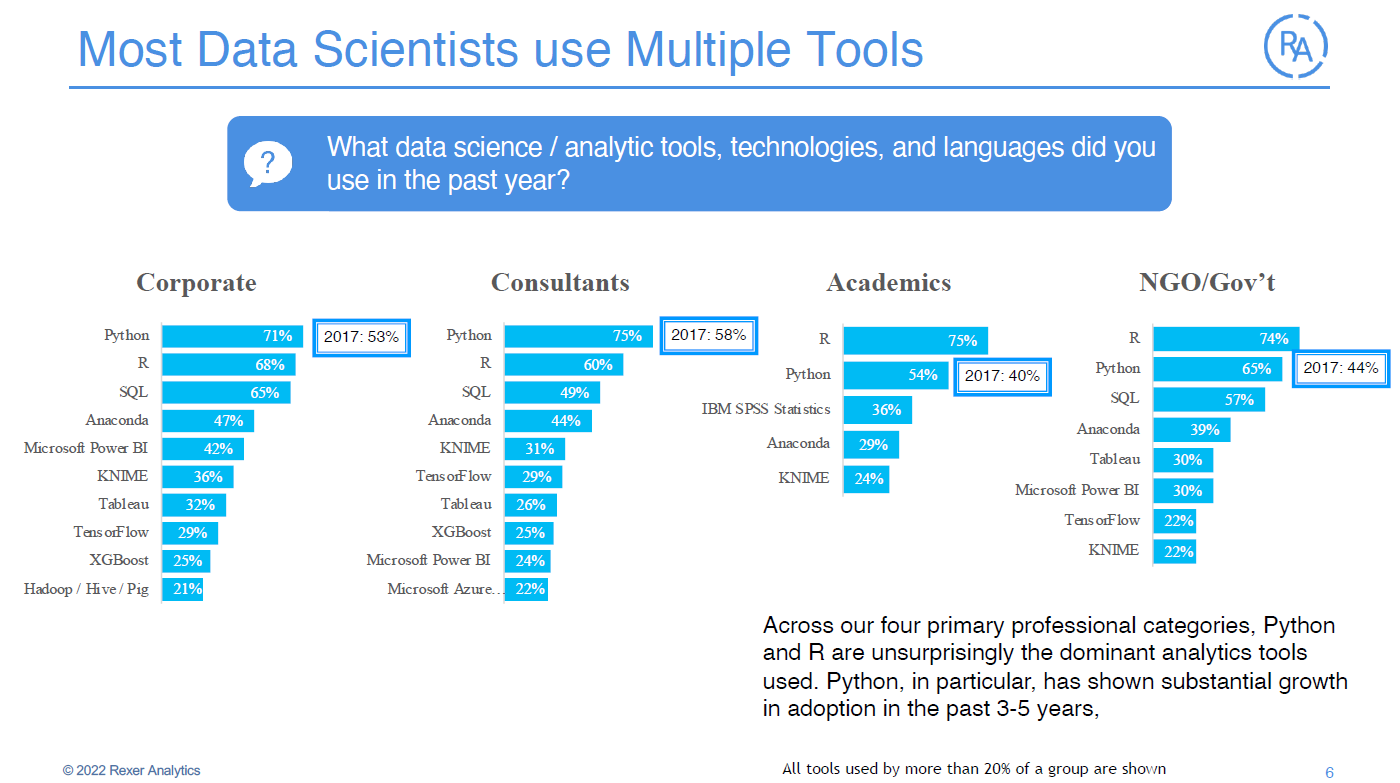 Most Data Scientists use Multiple Tools
RA
?
What data science / analytic tools, technologies, and languages did you
use in the past year?
Corporate
Python 71% 2017: 53%
R 68%
SQL 65%
Anaconda 47%
Microsoft Power BI 42%
KNIME 36%
Tableau 32%
TensorFlow 29%
XGBoost 25%
Hadoop / Hive / Pig 21%
Consultants
Python 75% 2017: 58%
R 60%
SQL 49%
Anaconda 44%
KNIME 31%
TensorFlow 29%
Tableau 26%
XGBoost 25%
Microsoft Power BI 24%
Microsoft Azure... 22%
Academics
R 75%
Python 54% 2017: 40%
IBM SPSS Statistics 36%
Anaconda 29%
KNIME 24%
NGO/Gov't
R 74%
Python 65% 2017: 44%
SQL 57%
Anaconda 39%
Tableau 30%
Microsoft Power BI 30%
TensorFlow 22%
KNIME 22%
Across our four primary professional categories, Python
and R are unsurprisingly the dominant analytics tools
used. Python, in particular, has shown substantial growth
in adoption in the past 3-5 years,
© 2022 Rexer Analytics
All tools used by more than 20% of a group are shown
6